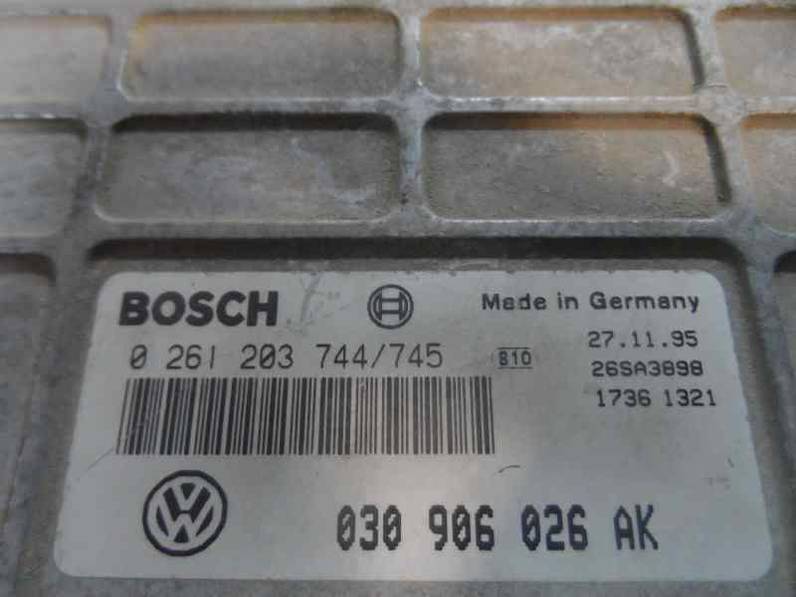 BOSCH
Made in Germany
0 261 203 744/745
810
27.11.95
26SA3898
1736 1321
VW
030 906 026 AK